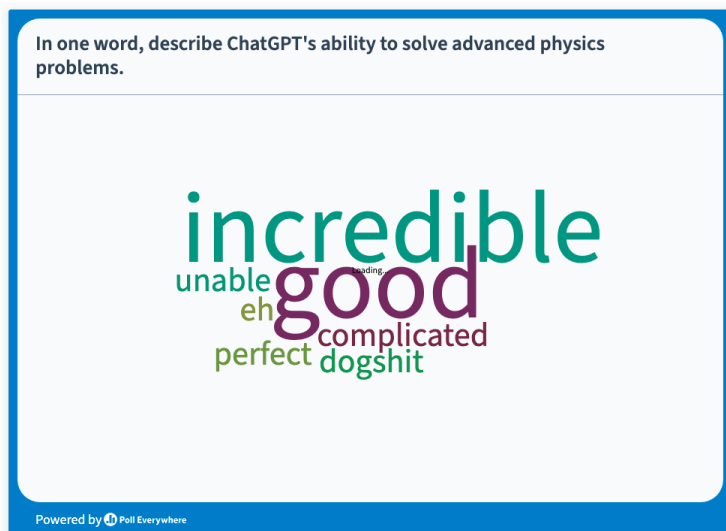 In one word, describe ChatGPT's ability to solve advanced physics
problems.
incredible
Loading...
unable
good
eh
complicated
perfect
dogshit
Powered by Poll Everywhere